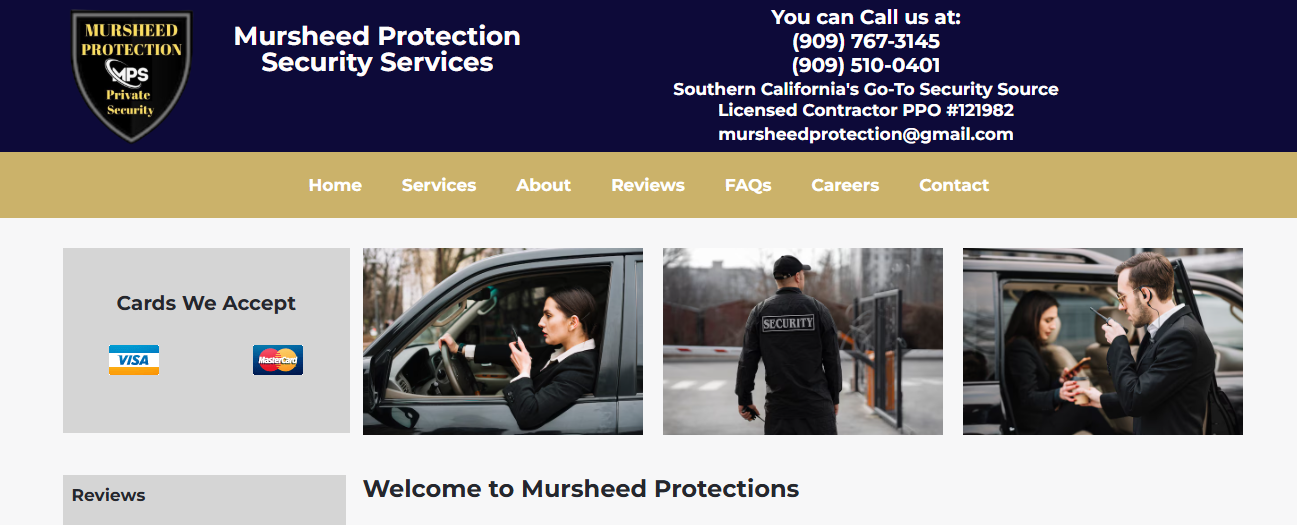 MURSHEED
PROTECTION
MPS
Private
Security
Mursheed Protection
Security Services
You can Call us at:
(909) 767-3145
(909) 510-0401
Southern California's Go-To Security Source
Licensed Contractor PPO #121982
mursheedprotection@gmail.com
Home Services About Reviews FAQs Careers Contact
Cards We Accept
VISA MasterCard
SECURITY
Reviews
Welcome to Mursheed Protections